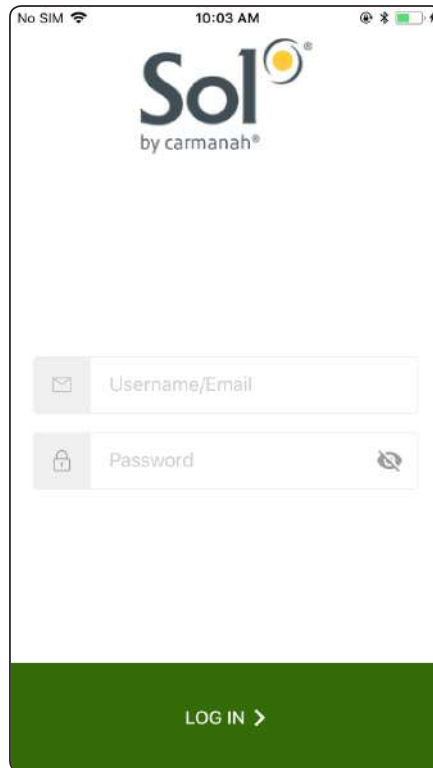 No SIM 10:03 AM
Sol®
by carmanah®
Username/Email
Password
LOG IN